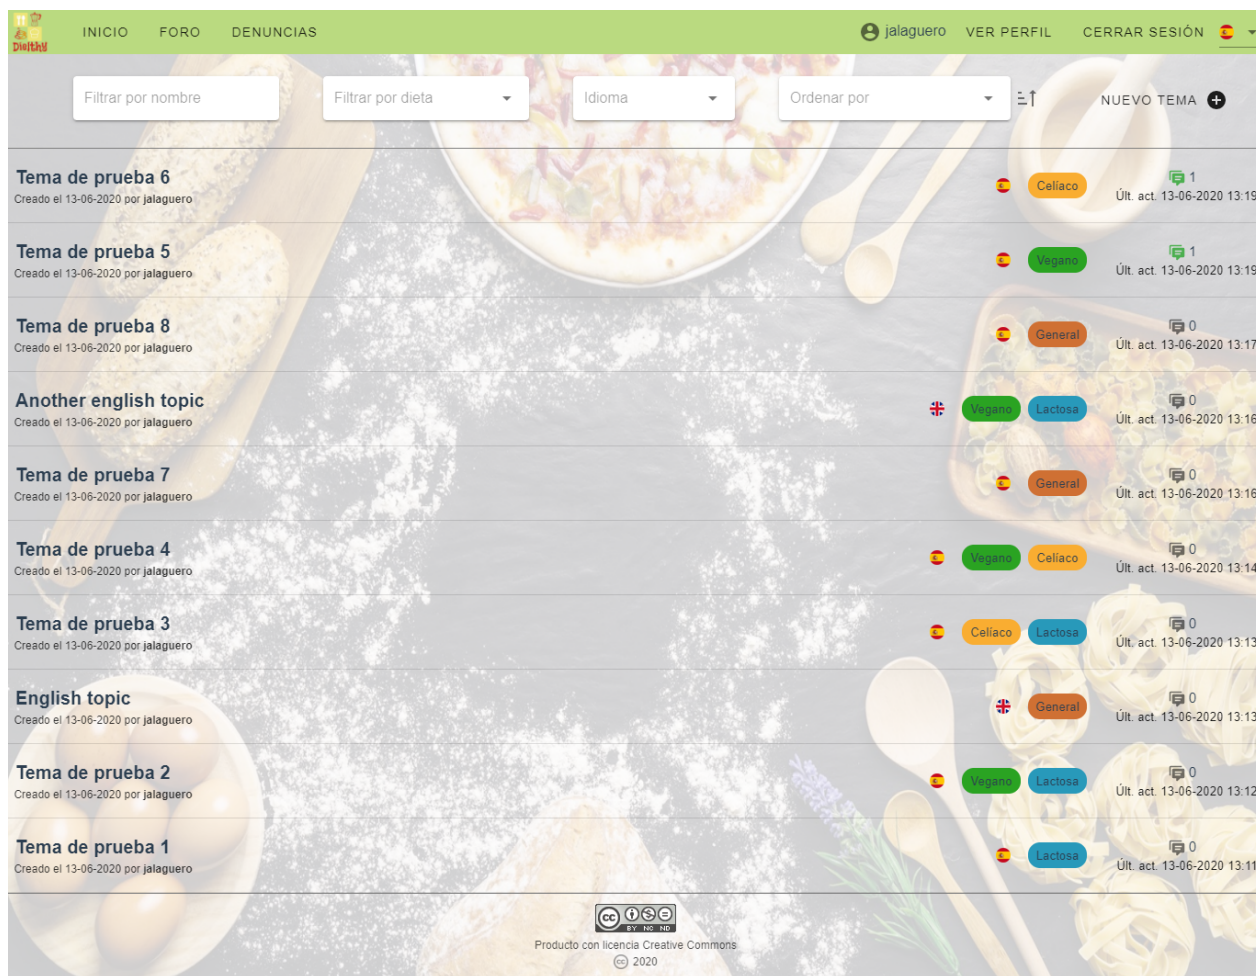 Dielthy
INICIO FORO DENUNCIAS jalaguero VER PERFIL CERRAR SESIÓN
Filtrar por nombre Filtrar por dieta Idioma Ordenar por NUEVO TEMA
Tema de prueba 6
Creado el 13-06-2020 por jalaguero
Celíaco
1
Últ. act. 13-06-2020 13:19
Tema de prueba 5
Creado el 13-06-2020 por jalaguero
Vegano
1
Últ. act. 13-06-2020 13:19
Tema de prueba 8
Creado el 13-06-2020 por jalaguero
General
0
Últ. act. 13-06-2020 13:17
Another english topic
Creado el 13-06-2020 por jalaguero
Vegano Lactosa
0
Últ. act. 13-06-2020 13:16
Tema de prueba 7
Creado el 13-06-2020 por jalaguero
General
0
Últ. act. 13-06-2020 13:16
Tema de prueba 4
Creado el 13-06-2020 por jalaguero
Vegano Celíaco
0
Últ. act. 13-06-2020 13:14
Tema de prueba 3
Creado el 13-06-2020 por jalaguero
Celíaco Lactosa
0
Últ. act. 13-06-2020 13:13
English topic
Creado el 13-06-2020 por jalaguero
General
0
Últ. act. 13-06-2020 13:13
Tema de prueba 2
Creado el 13-06-2020 por jalaguero
Vegano Lactosa
0
Últ. act. 13-06-2020 13:12
Tema de prueba 1
Creado el 13-06-2020 por jalaguero
Lactosa
0
Últ. act. 13-06-2020 13:11
cc
BY NC ND
Producto con licencia Creative Commons
cc 2020